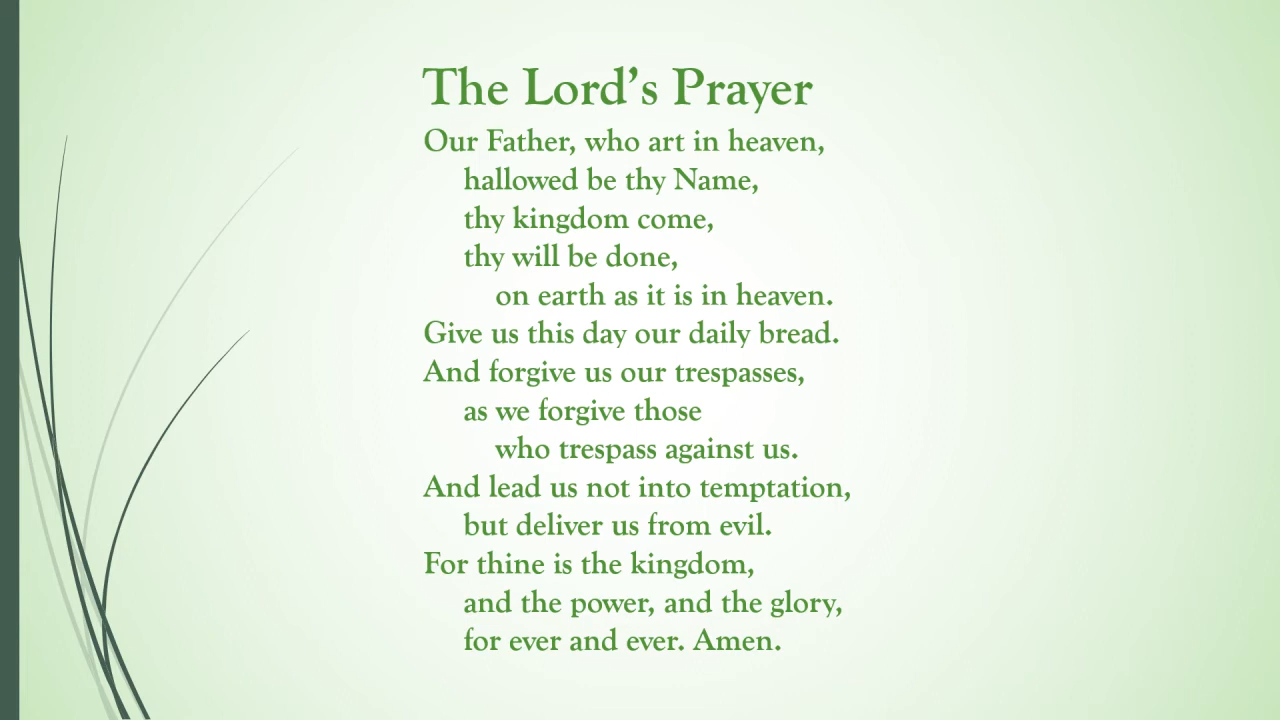 The Lord’s Prayer
Our Father, who art in heaven,
hallowed be thy Name,
thy kingdom come,
thy will be done,
on earth as it is in heaven.
Give us this day our daily bread.
And forgive us our trespasses,
as we forgive those
who trespass against us.
And lead us not into temptation,
but deliver us from evil.
For thine is the kingdom,
and the power, and the glory,
for ever and ever. Amen.